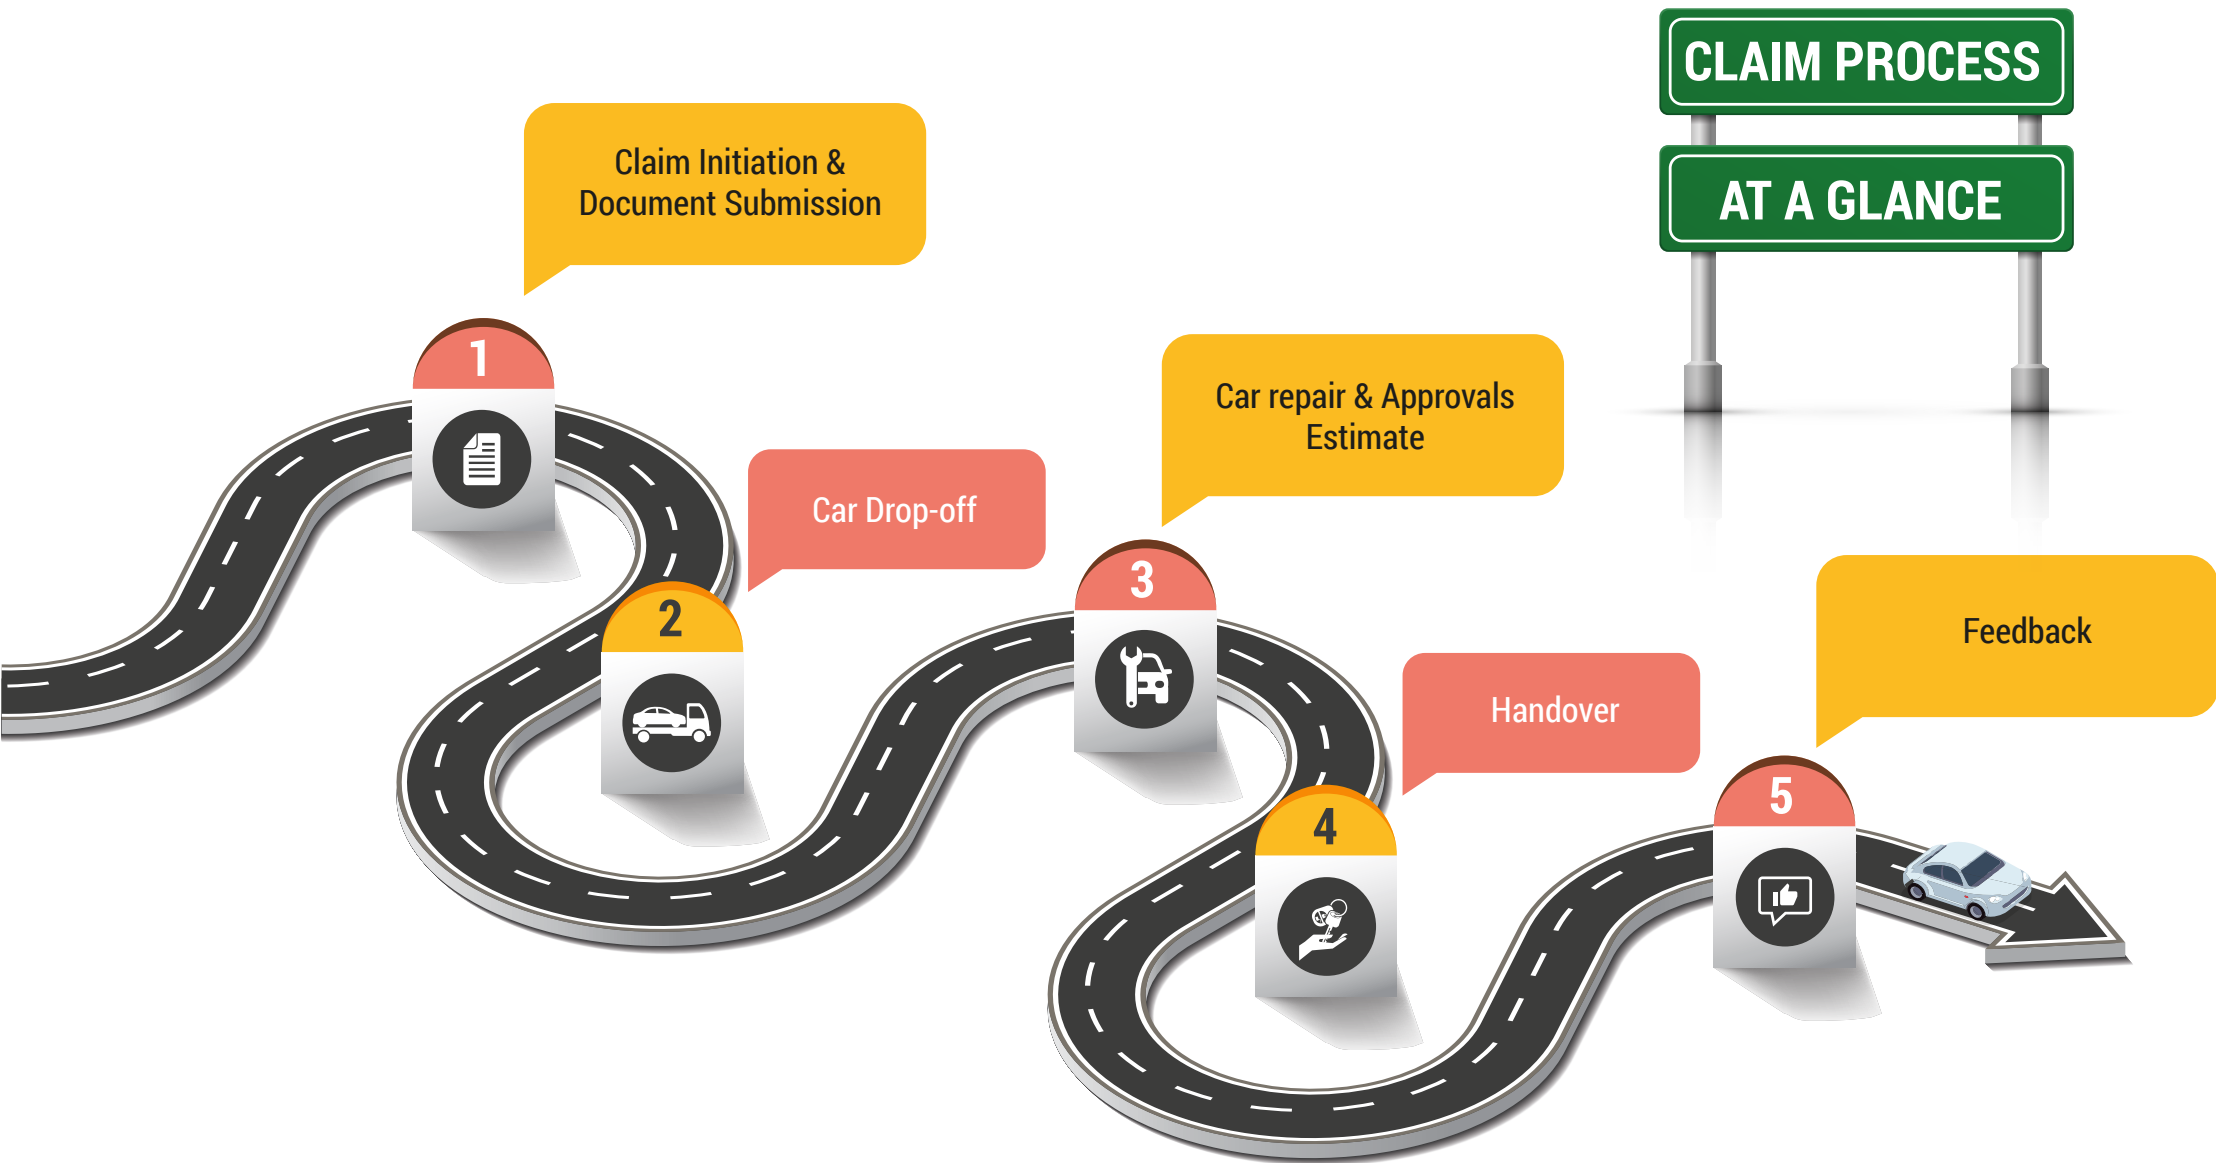 CLAIM PROCESS
AT A GLANCE
1
Claim Initiation &
Document Submission
2
Car Drop-off
3
Car repair & Approvals
Estimate
4
Handover
5
Feedback